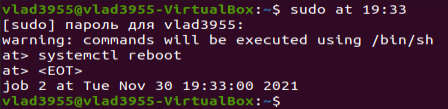 vlad3955@vlad3955-VirtualBox:~$ sudo at 19:33
[sudo] пароль для vlad3955:
warning: commands will be executed using /bin/sh
at> systemctl reboot
at> <EOT>
job 2 at Tue Nov 30 19:33:00 2021
vlad3955@vlad3955-VirtualBox:~$